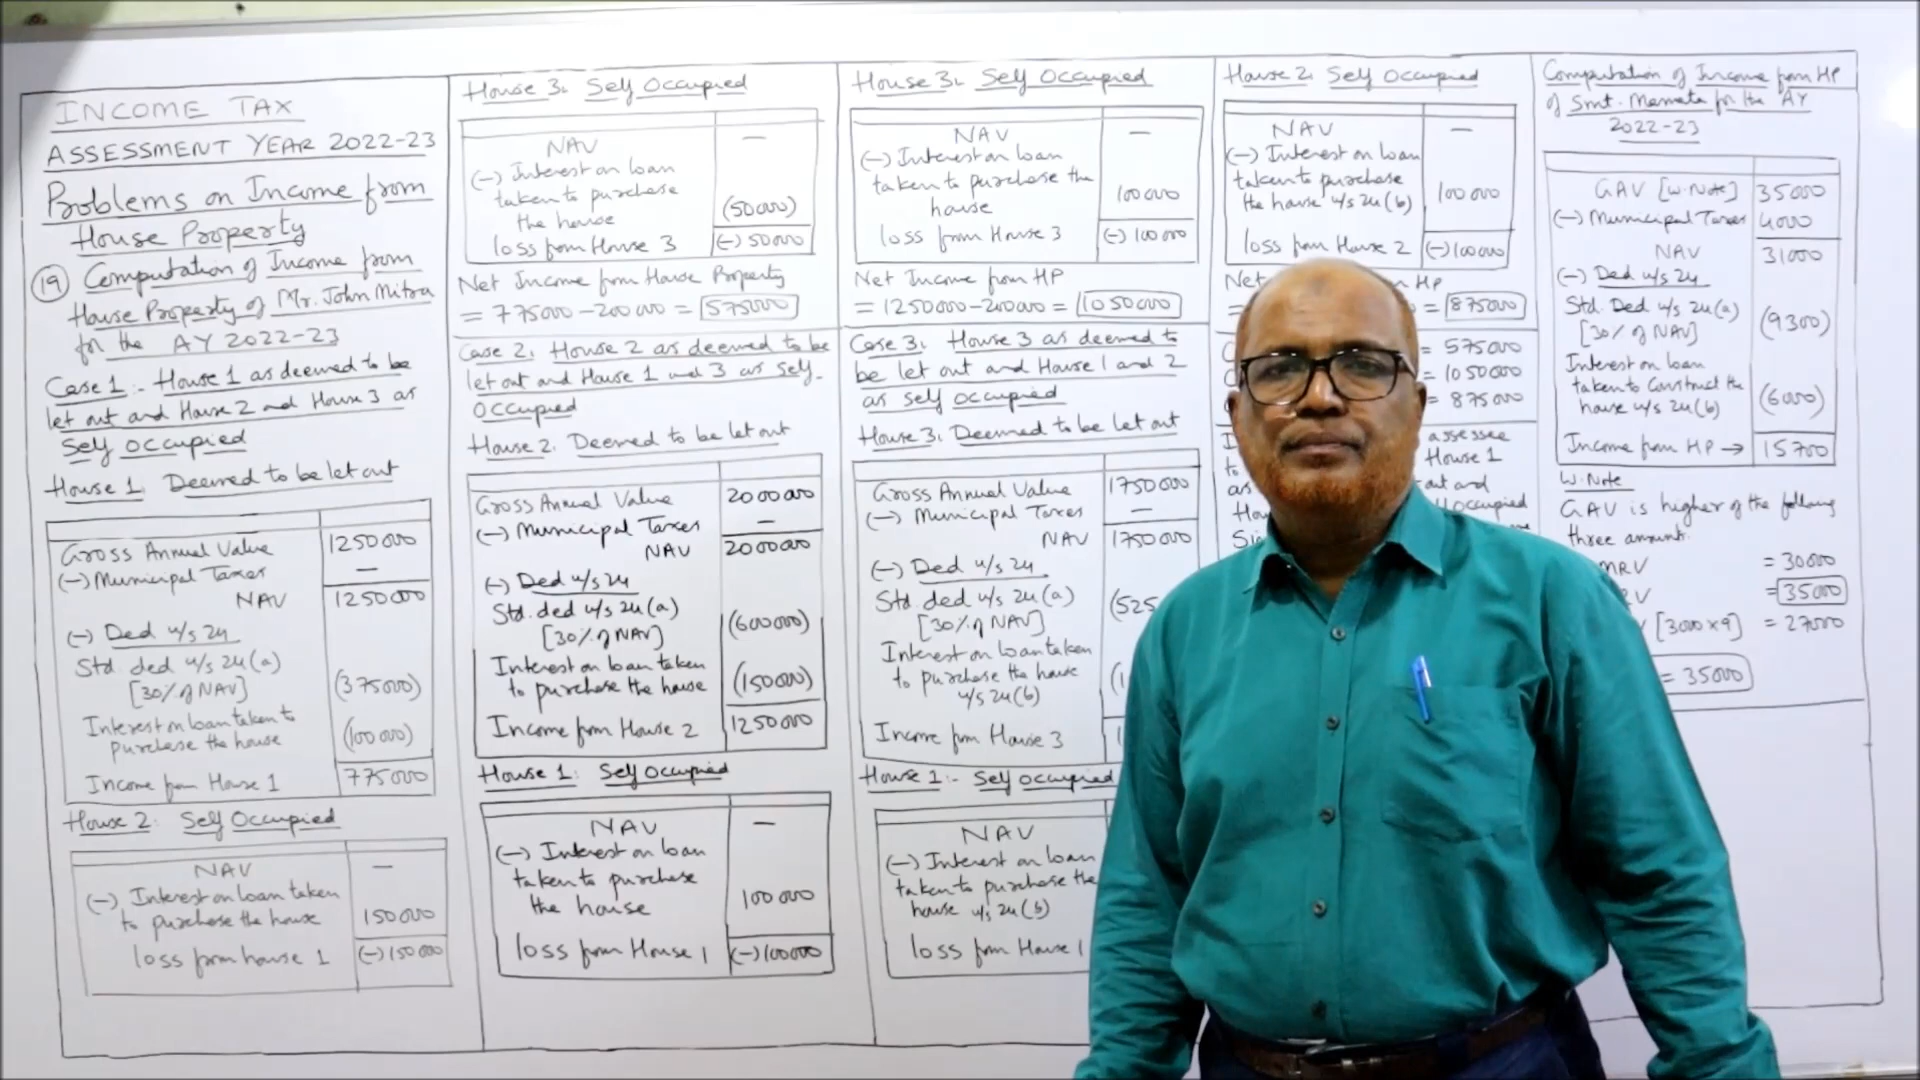 INCOME TAX
ASSESSMENT YEAR 2022-23
Problems on Income from
House Property
(19) Computation of Income from
House Property of Mr. John Mitra
for the AY 2022-23
Case 1:- House 1 as deemed to be
let out and House 2 and House 3 as
Self occupied
House 1: Deemed to be let out
Gross Annual Value 1250000
(-) Municipal Taxes —
NAV 1250000
(-) Ded u/s 24
Std. ded u/s 24(a)
[30% of NAV] (375000)
Interest on loan taken to
purchase the house (100000)
Income from House 1 775000
House 2: Self Occupied
NAV —
(-) Interest on loan taken
to purchase the house 150000
loss from house 1 (-) 150000
House 3: Self Occupied
NAV —
(-) Interest on loan
taken to purchase
the house (50000)
loss from House 3 (-) 50000
Net Income from House Property
= 775000 - 200000 = 575000
Case 2: House 2 as deemed to be
let out and House 1 and 3 as self-
occupied
House 2: Deemed to be let out
Gross Annual Value 2000000
(-) Municipal Taxes —
NAV 2000000
(-) Ded u/s 24
Std. ded u/s 24(a)
[30% of NAV] (600000)
Interest on loan taken
to purchase the house (150000)
Income from House 2 1250000
House 1: Self Occupied
NAV —
(-) Interest on loan
taken to purchase
the house 100000
loss from House 1 (-) 100000
House 3: Self Occupied
NAV —
(-) Interest on loan
taken to purchase the
house 100000
loss from House 3 (-) 100000
Net Income from HP
= 1250000 - 200000 = 1050000
Case 3: House 3 as deemed to
be let out and House 1 and 2
as self occupied
House 3: Deemed to be let out
Gross Annual Value 1750000
(-) Municipal Taxes —
NAV 1750000
(-) Ded u/s 24
Std. ded u/s 24(a)
[30% of NAV] (525
Interest on loan taken
to purchase the house
u/s 24(b) (1
Income from House 3 1
House 1:- Self occupied
NAV
(-) Interest on loan
taken to purchase the
house u/s 24(b)
loss from House 1
House 2: Self Occupied
NAV —
(-) Interest on loan
taken to purchase
the house u/s 24(b) 100000
loss from House 2 (-) 100000
Net HP
= = 875000
= 575000
= 1050000
= 875000
assessee
to House 1
as out and
Hou occupied
Computation of Income from HP
of Smt. Mamata for the AY
2022-23
GAV [W.Note] 35000
(-) Municipal Taxes 4000
NAV 31000
(-) Ded u/s 24
Std. Ded u/s 24(a)
[30% of NAV] (9300)
Interest on loan
taken to Construct the
house u/s 24(b) (6000)
Income from HP → 15700
W.Note
GAV is higher of the following
three amounts.
MRV = 30000
RV = 35000
[3000 x 9] = 27000
= 35000